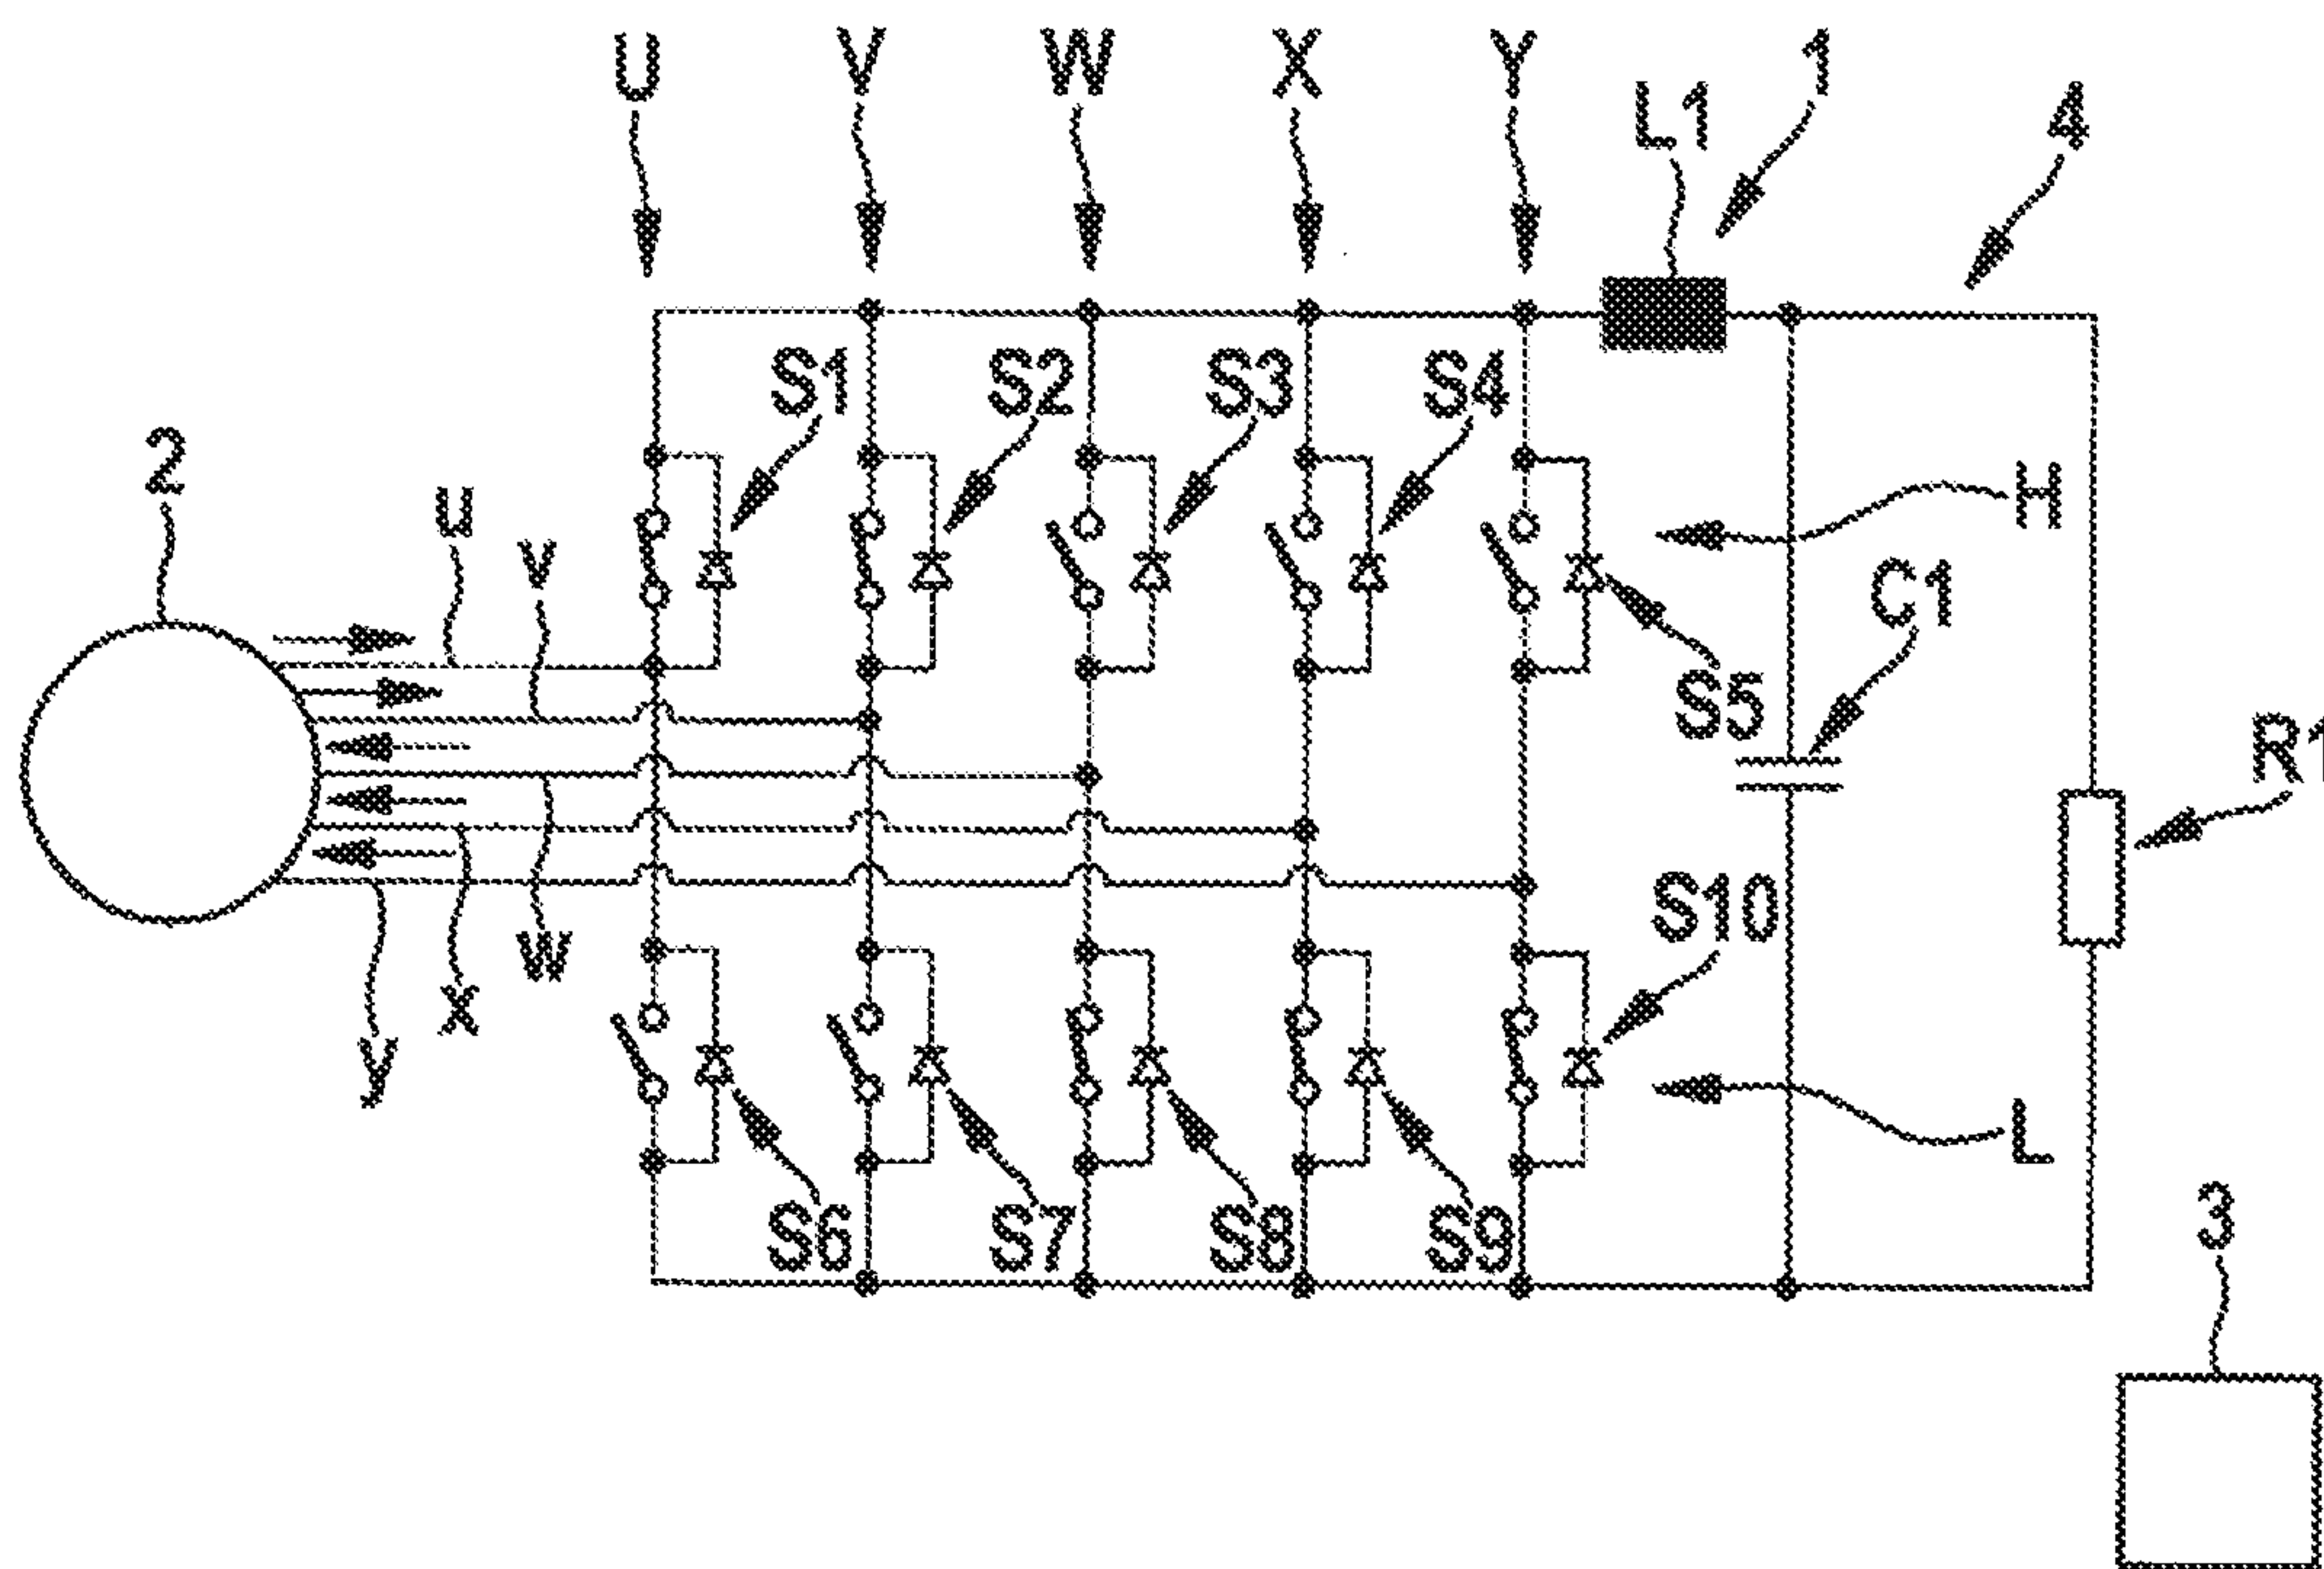 U V W X Y L1 1 4
S1 S2 S3 S4
2 u v H
C1
S5
R1
S10
w
x
y
L
S6 S7 S8 S9 3